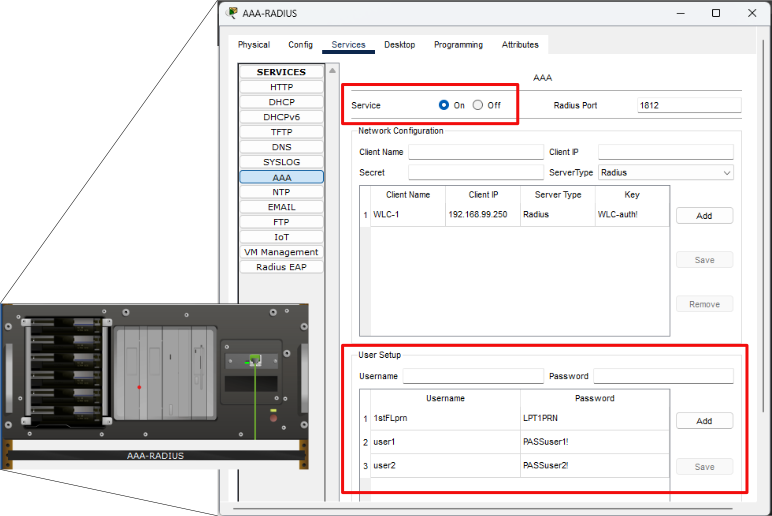 AAA-RADIUS
Physical Config Services Desktop Programming Attributes
SERVICES
HTTP
DHCP
DHCPv6
TFTP
DNS
SYSLOG
AAA
NTP
EMAIL
FTP
IoT
VM Management
Radius EAP
AAA
Service On Off Radius Port 1812
Network Configuration
Client Name Client IP
Secret ServerType Radius
Client Name Client IP Server Type Key
1 WLC-1 192.168.99.250 Radius WLC-auth!
Add
Save
Remove
User Setup
Username Password
Username Password
1 1stFLprn LPT1PRN
2 user1 PASSuser1!
3 user2 PASSuser2!
Add
Save
AAA-RADIUS